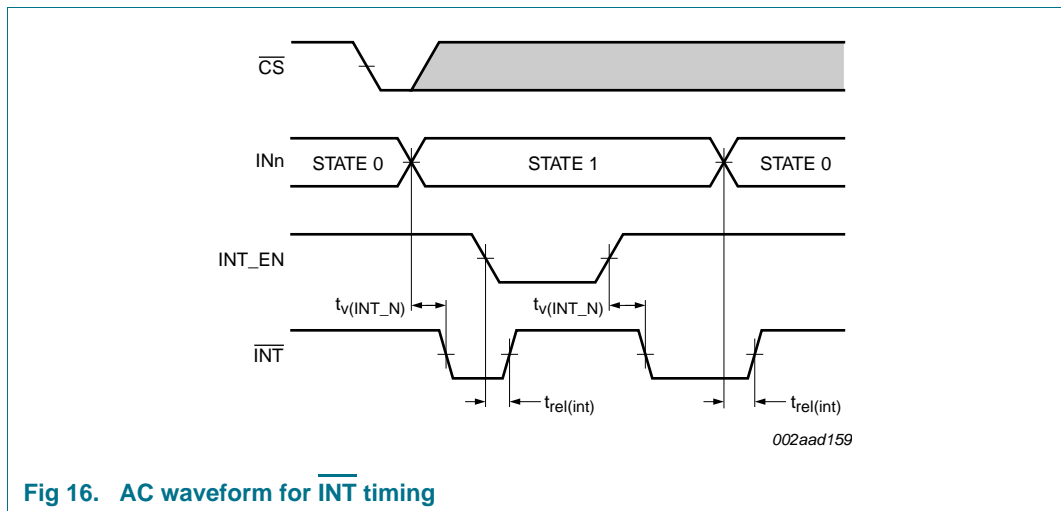 CS
INn STATE 0 STATE 1 STATE 0
INT_EN
tv(INT_N) tv(INT_N)
INT
trel(int) trel(int)
002aad159
Fig 16. AC waveform for INT timing